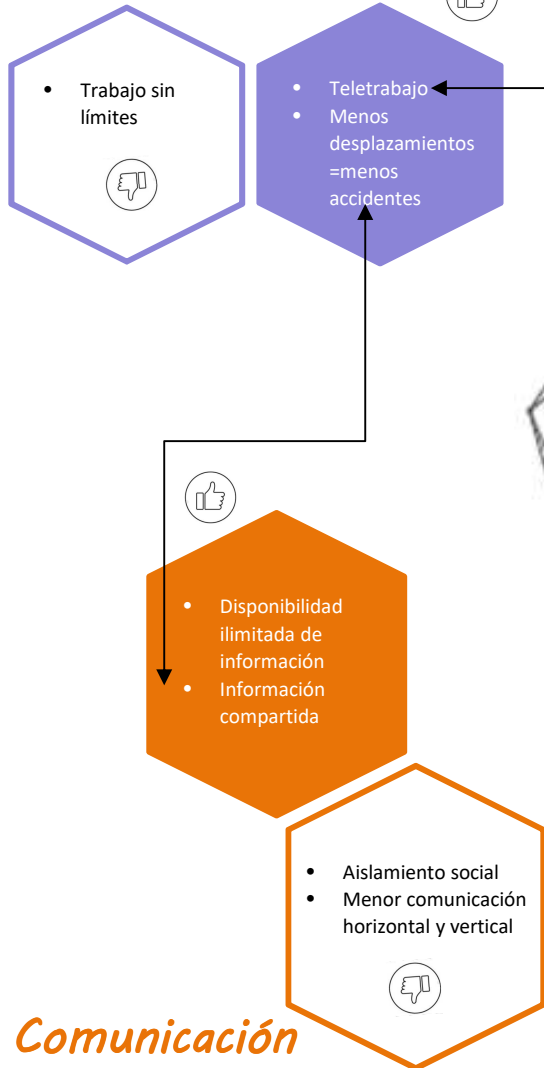 • Trabajo sin
límites
• Teletrabajo
• Menos
desplazamientos
=menos
accidentes
• Disponibilidad
ilimitada de
información
• Información
compartida
• Aislamiento social
• Menor comunicación
horizontal y vertical
Comunicación